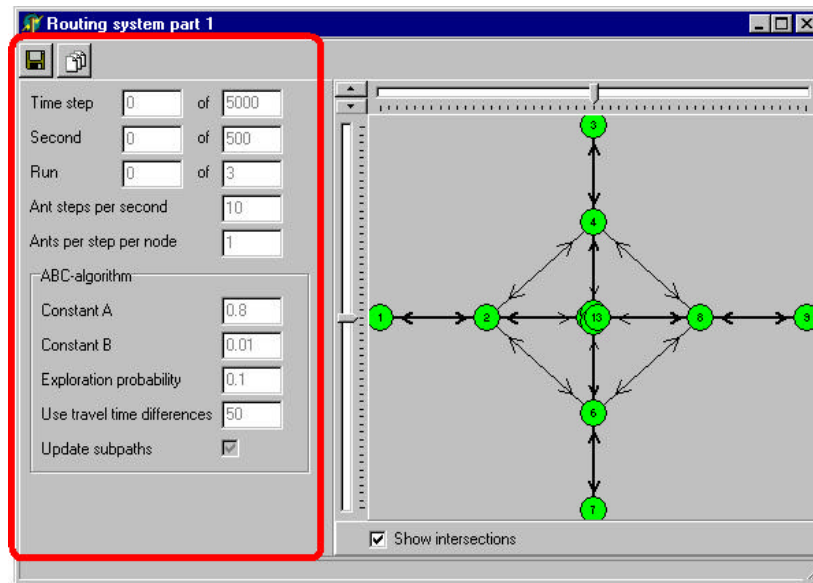 Routing system part 1
Time step 0 of 5000
Second 0 of 500
Run 0 of 3
Ant steps per second 10
Ants per step per node 1
ABC-algorithm
Constant A 0.8
Constant B 0.01
Exploration probability 0.1
Use travel time differences 50
Update subpaths
3
4
1 2 13 8 9
6
7
Show intersections